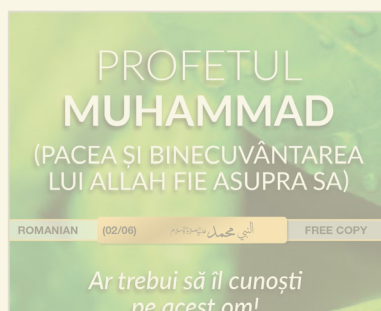 PROFETUL
MUHAMMAD
(PACEA ȘI BINECUVÂNTAREA
LUI ALLAH FIE ASUPRA SA)
ROMANIAN (02/06) النبي محمد FREE COPY
Ar trebui să îl cunoști
pe acest om!